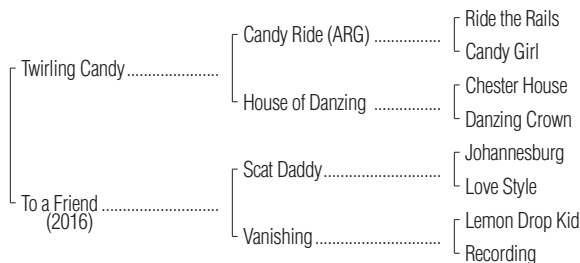 Ride the Rails
Candy Ride (ARG) ..................
Candy Girl
Twirling Candy .........................
Chester House
House of Danzing ..................
Danzing Crown
Johannesburg
Scat Daddy................................
Love Style
To a Friend ................................
(2016)
Lemon Drop Kid
Vanishing..................................
Recording